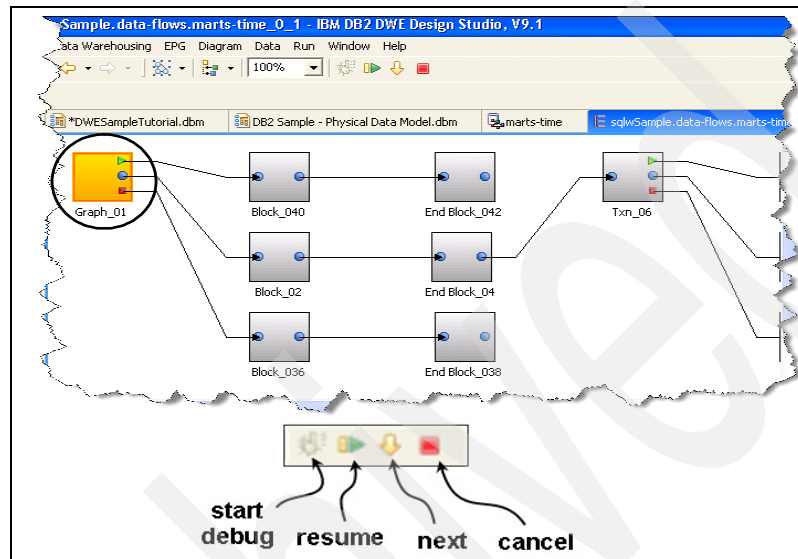 Sample.data-flows.marts-time_0_1 - IBM DB2 DWE Design Studio, V9.1
ata Warehousing EPG Diagram Data Run Window Help
100%
*DWESampleTutorial.dbm DB2 Sample - Physical Data Model.dbm marts-time sqlwSample.data-flows.marts-tim
Graph_01 Block_040 End Block_042 Txn_06
Block_02 End Block_04
Block_036 End Block_038
start debug resume next cancel